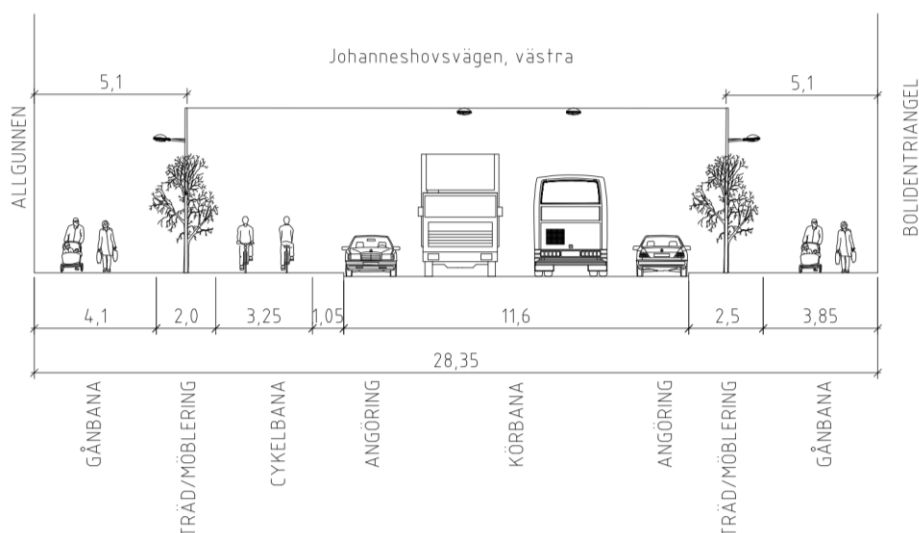 Johanneshovsvägen, västra
5,1
5,1
ALLGUNNEN
BOLIDENTRIANGEL
4,1
2,0
3,25
1,05
11,6
2,5
3,85
28,35
GÅNBANA
TRÄD/MÖBLERING
CYKELBANA
ANGÖRING
KÖRBANA
ANGÖRING
TRÄD/MÖBLERING
GÅNBANA